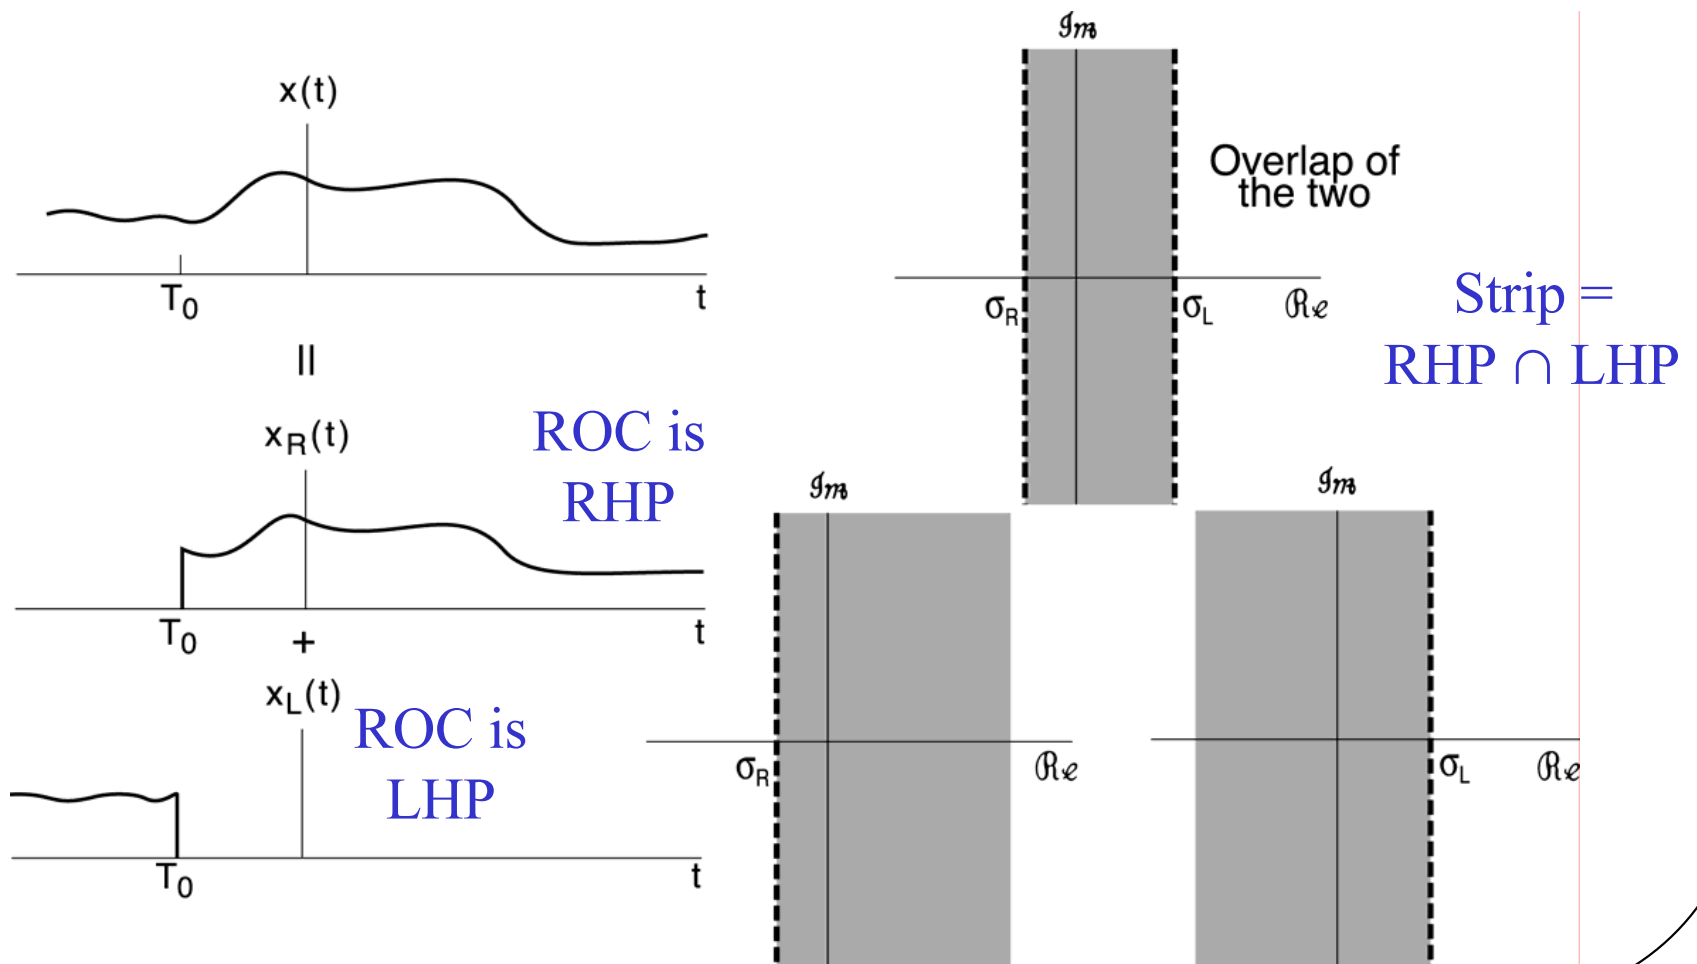 x(t)
T0
t
=
xR(t)
ROC is
RHP
T0
+
t
xL(t)
ROC is
LHP
T0
t
ℐm
Overlap of
the two
σR
σL
ℛe
Strip =
RHP ∩ LHP
ℐm
σR
ℛe
ℐm
σL
ℛe